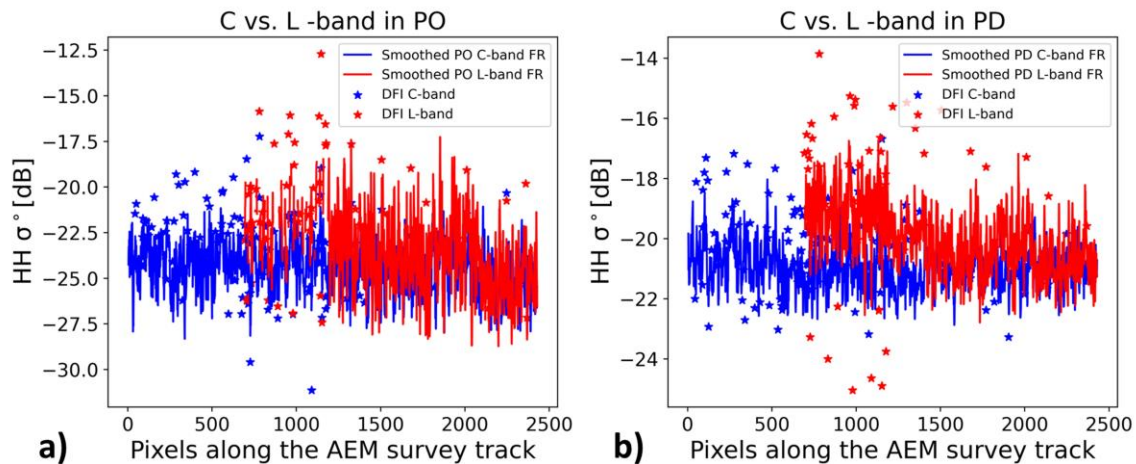 C vs. L -band in PO
HH σ° [dB]
−12.5
−15.0
−17.5
−20.0
−22.5
−25.0
−27.5
−30.0
Smoothed PO C-band FR
Smoothed PO L-band FR
DFI C-band
DFI L-band
0 500 1000 1500 2000 2500
Pixels along the AEM survey track
a)
C vs. L -band in PD
HH σ° [dB]
−14
−16
−18
−20
−22
−24
Smoothed PD C-band FR
Smoothed PD L-band FR
DFI C-band
DFI L-band
0 500 1000 1500 2000 2500
Pixels along the AEM survey track
b)